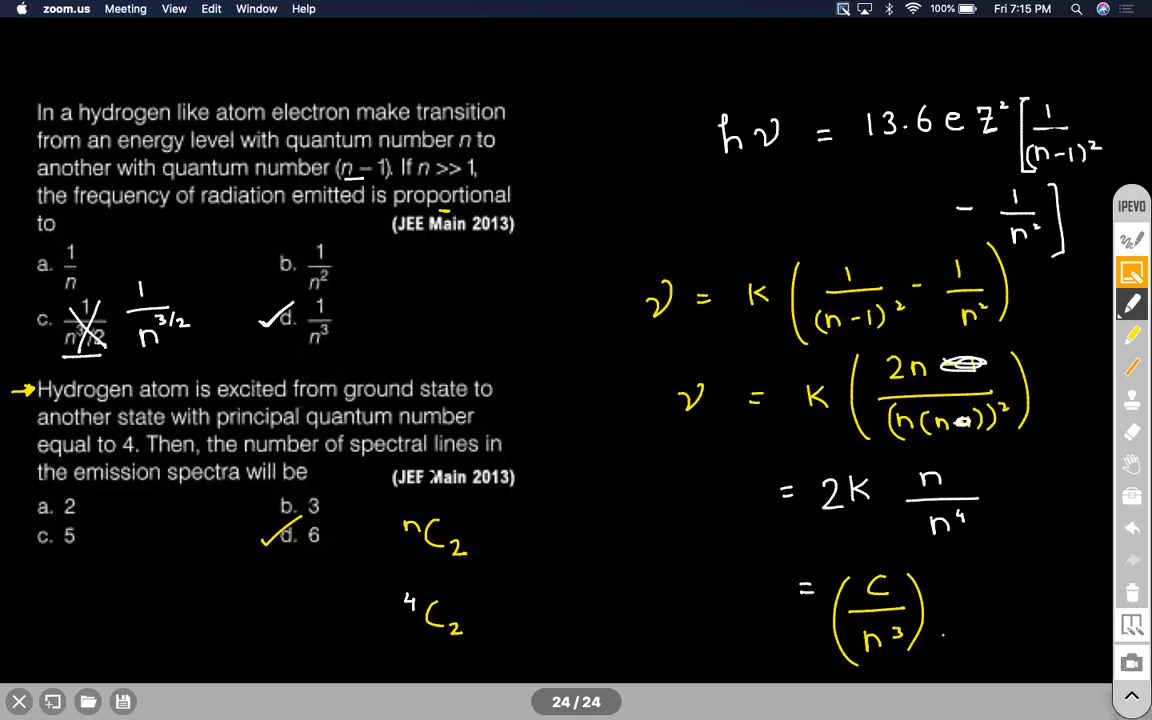 zoom.us Meeting View Edit Window Help 100% Fri 7:15 PM
In a hydrogen like atom electron make transition
from an energy level with quantum number n to
another with quantum number (n – 1). If n >> 1,
the frequency of radiation emitted is proportional
to (JEE Main 2013)
a. 1/n b. 1/n²
c. 1/n^3/2 1/n^3/2 d. 1/n³
Hydrogen atom is excited from ground state to
another state with principal quantum number
equal to 4. Then, the number of spectral lines in
the emission spectra will be (JEE Main 2013)
a. 2 b. 3
c. 5 d. 6
ⁿC₂
⁴C₂
hν = 13.6 e Z² [ 1/(n-1)²
- 1/n² ]
ν = K ( 1/(n-1)² - 1/n² )
ν = K ( 2n / (n(n ))² )
= 2K n/n⁴
= ( C/n³ ) .
IPEVO
24 / 24